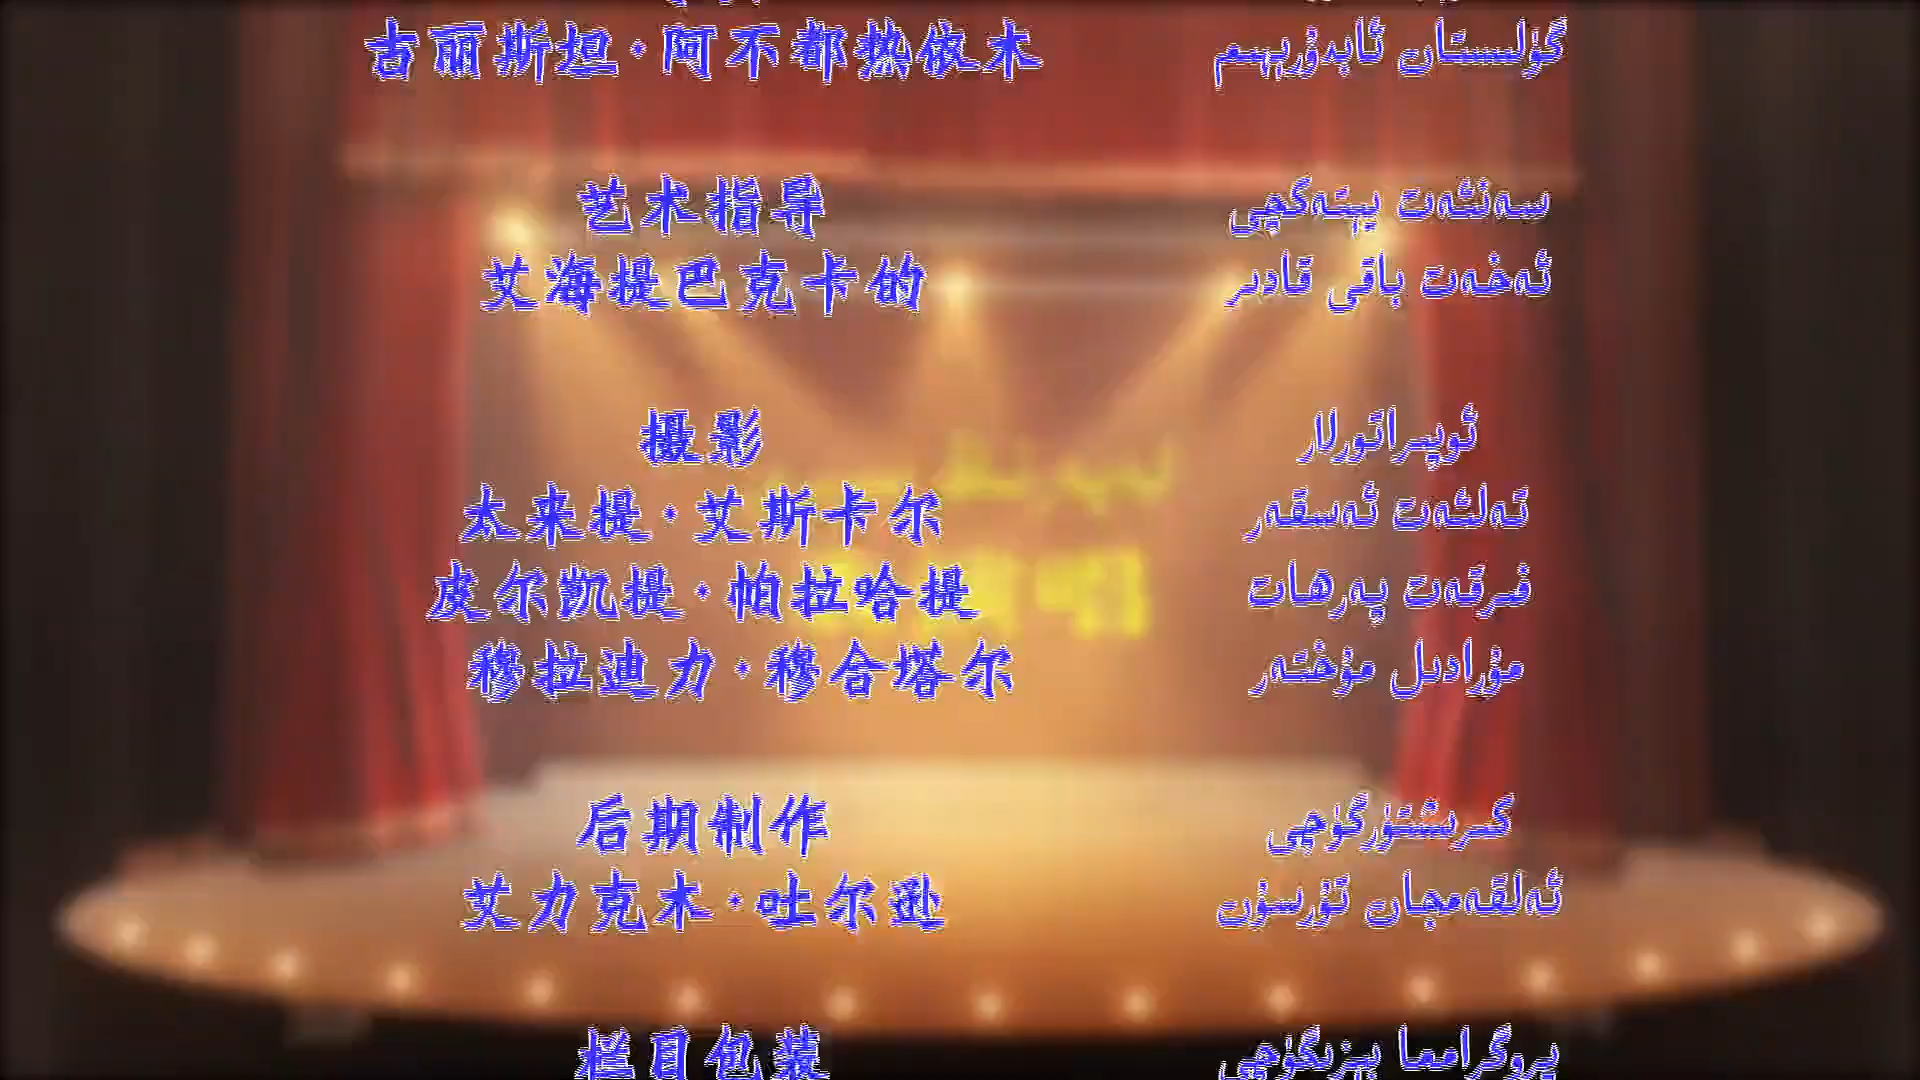 古丽斯坦·阿不都热依木 گۈلىستان ئابدۇرېھىم
艺术指导 سەنئەت يېتەكچى
艾海提巴克卡的 ئەخەت باقى قادىر
摄影 ئوپىراتورلار
太来提·艾斯卡尔 تەلئەت ئەسقەر
皮尔凯提·帕拉哈提 فىرقەت پەرھات
穆拉迪力·穆合塔尔 مۇرادىل مۇختەر
后期制作 كىرىشتۈرگۈچى
艾力克木·吐尔逊 ئەلقەمجان تۇرسۇن
栏目包装 پروگرامما بېزىگۈچى